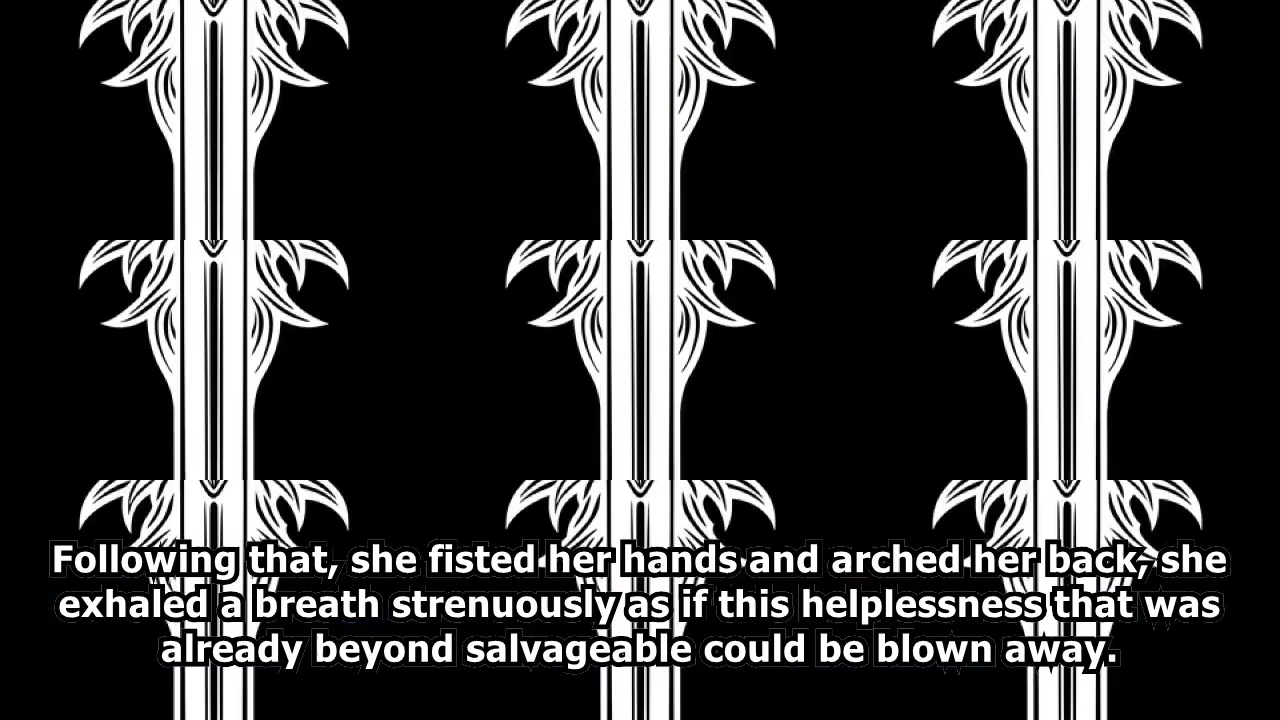 Following that, she fisted her hands and arched her back, she
exhaled a breath strenuously as if this helplessness that was
already beyond salvageable could be blown away.